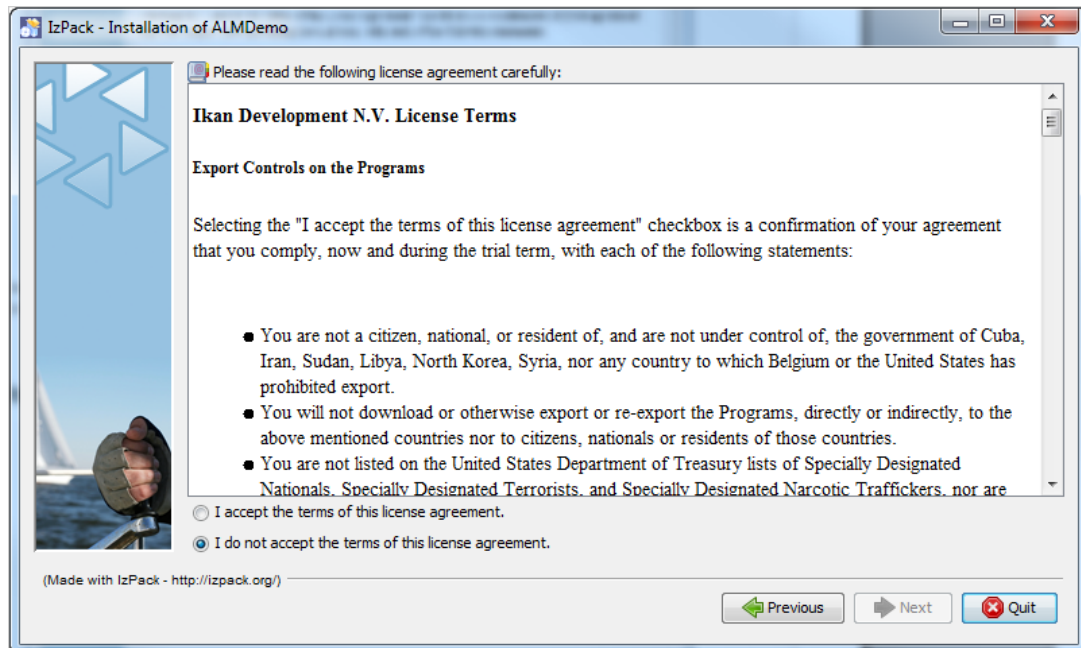 IzPack - Installation of ALMDemo
Please read the following license agreement carefully:
Ikan Development N.V. License Terms
Export Controls on the Programs
Selecting the "I accept the terms of this license agreement" checkbox is a confirmation of your agreement
that you comply, now and during the trial term, with each of the following statements:
You are not a citizen, national, or resident of, and are not under control of, the government of Cuba,
Iran, Sudan, Libya, North Korea, Syria, nor any country to which Belgium or the United States has
prohibited export.
You will not download or otherwise export or re-export the Programs, directly or indirectly, to the
above mentioned countries nor to citizens, nationals or residents of those countries.
You are not listed on the United States Department of Treasury lists of Specially Designated
Nationals, Specially Designated Terrorists, and Specially Designated Narcotic Traffickers, nor are
I accept the terms of this license agreement.
I do not accept the terms of this license agreement.
(Made with IzPack - http://izpack.org/)
Previous
Next
Quit